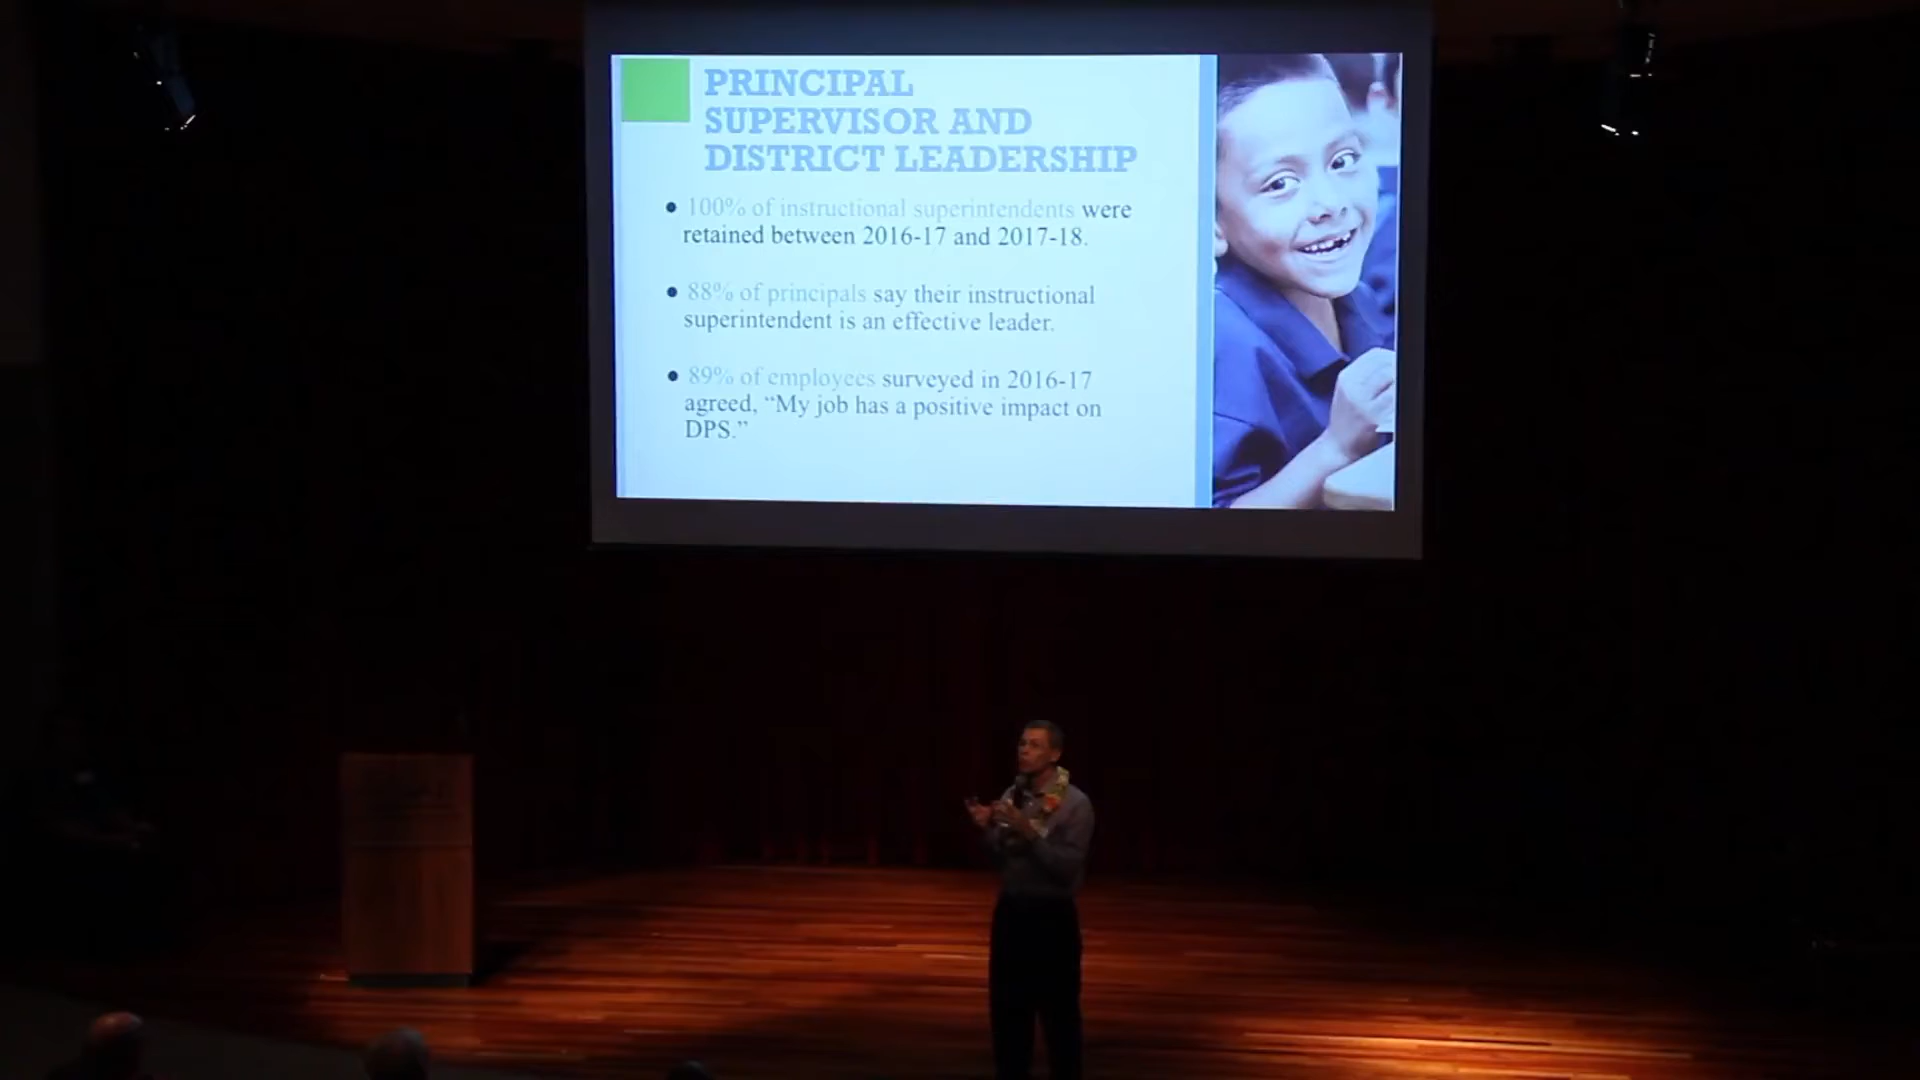 PRINCIPAL
SUPERVISOR AND
DISTRICT LEADERSHIP
• 100% of instructional superintendents were
retained between 2016-17 and 2017-18.
• 88% of principals say their instructional
superintendent is an effective leader.
• 89% of employees surveyed in 2016-17
agreed, “My job has a positive impact on
DPS.”